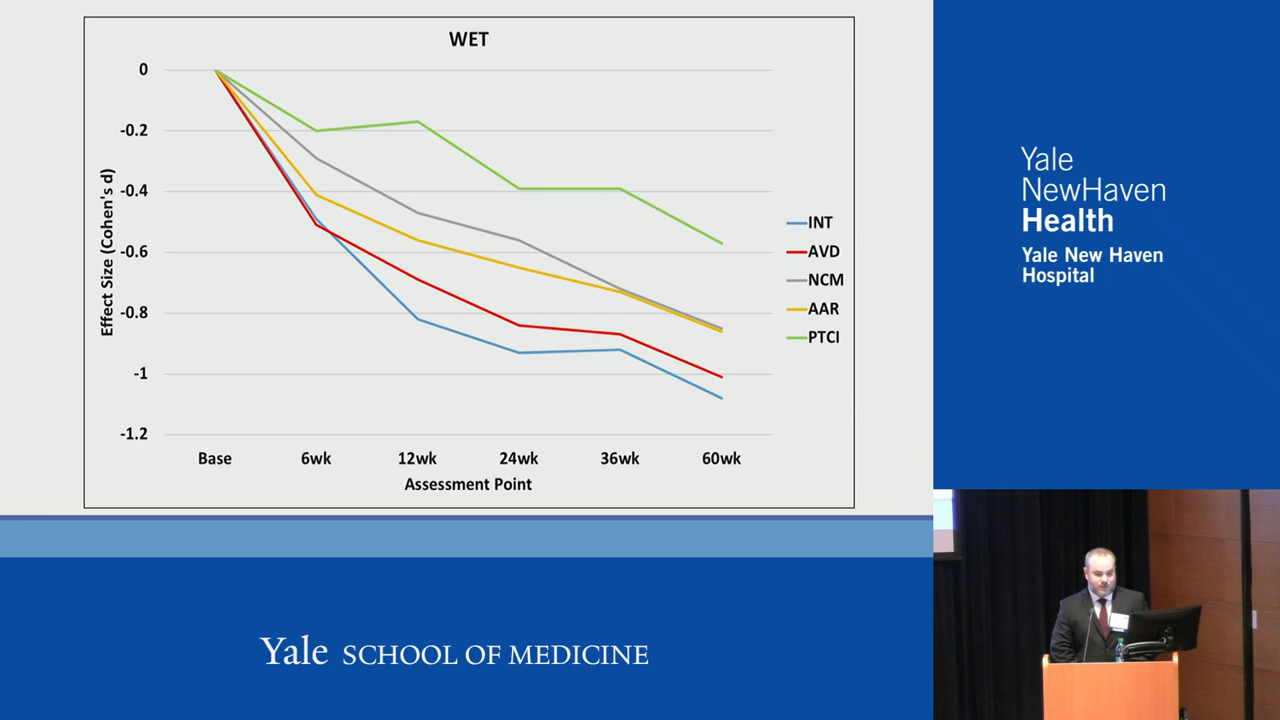 WET
0
-0.2
-0.4
-0.6
-0.8
-1
-1.2
Effect Size (Cohen's d)
Base 6wk 12wk 24wk 36wk 60wk
Assessment Point
INT
AVD
NCM
AAR
PTCI
Yale SCHOOL OF MEDICINE
Yale
NewHaven
Health
Yale New Haven
Hospital